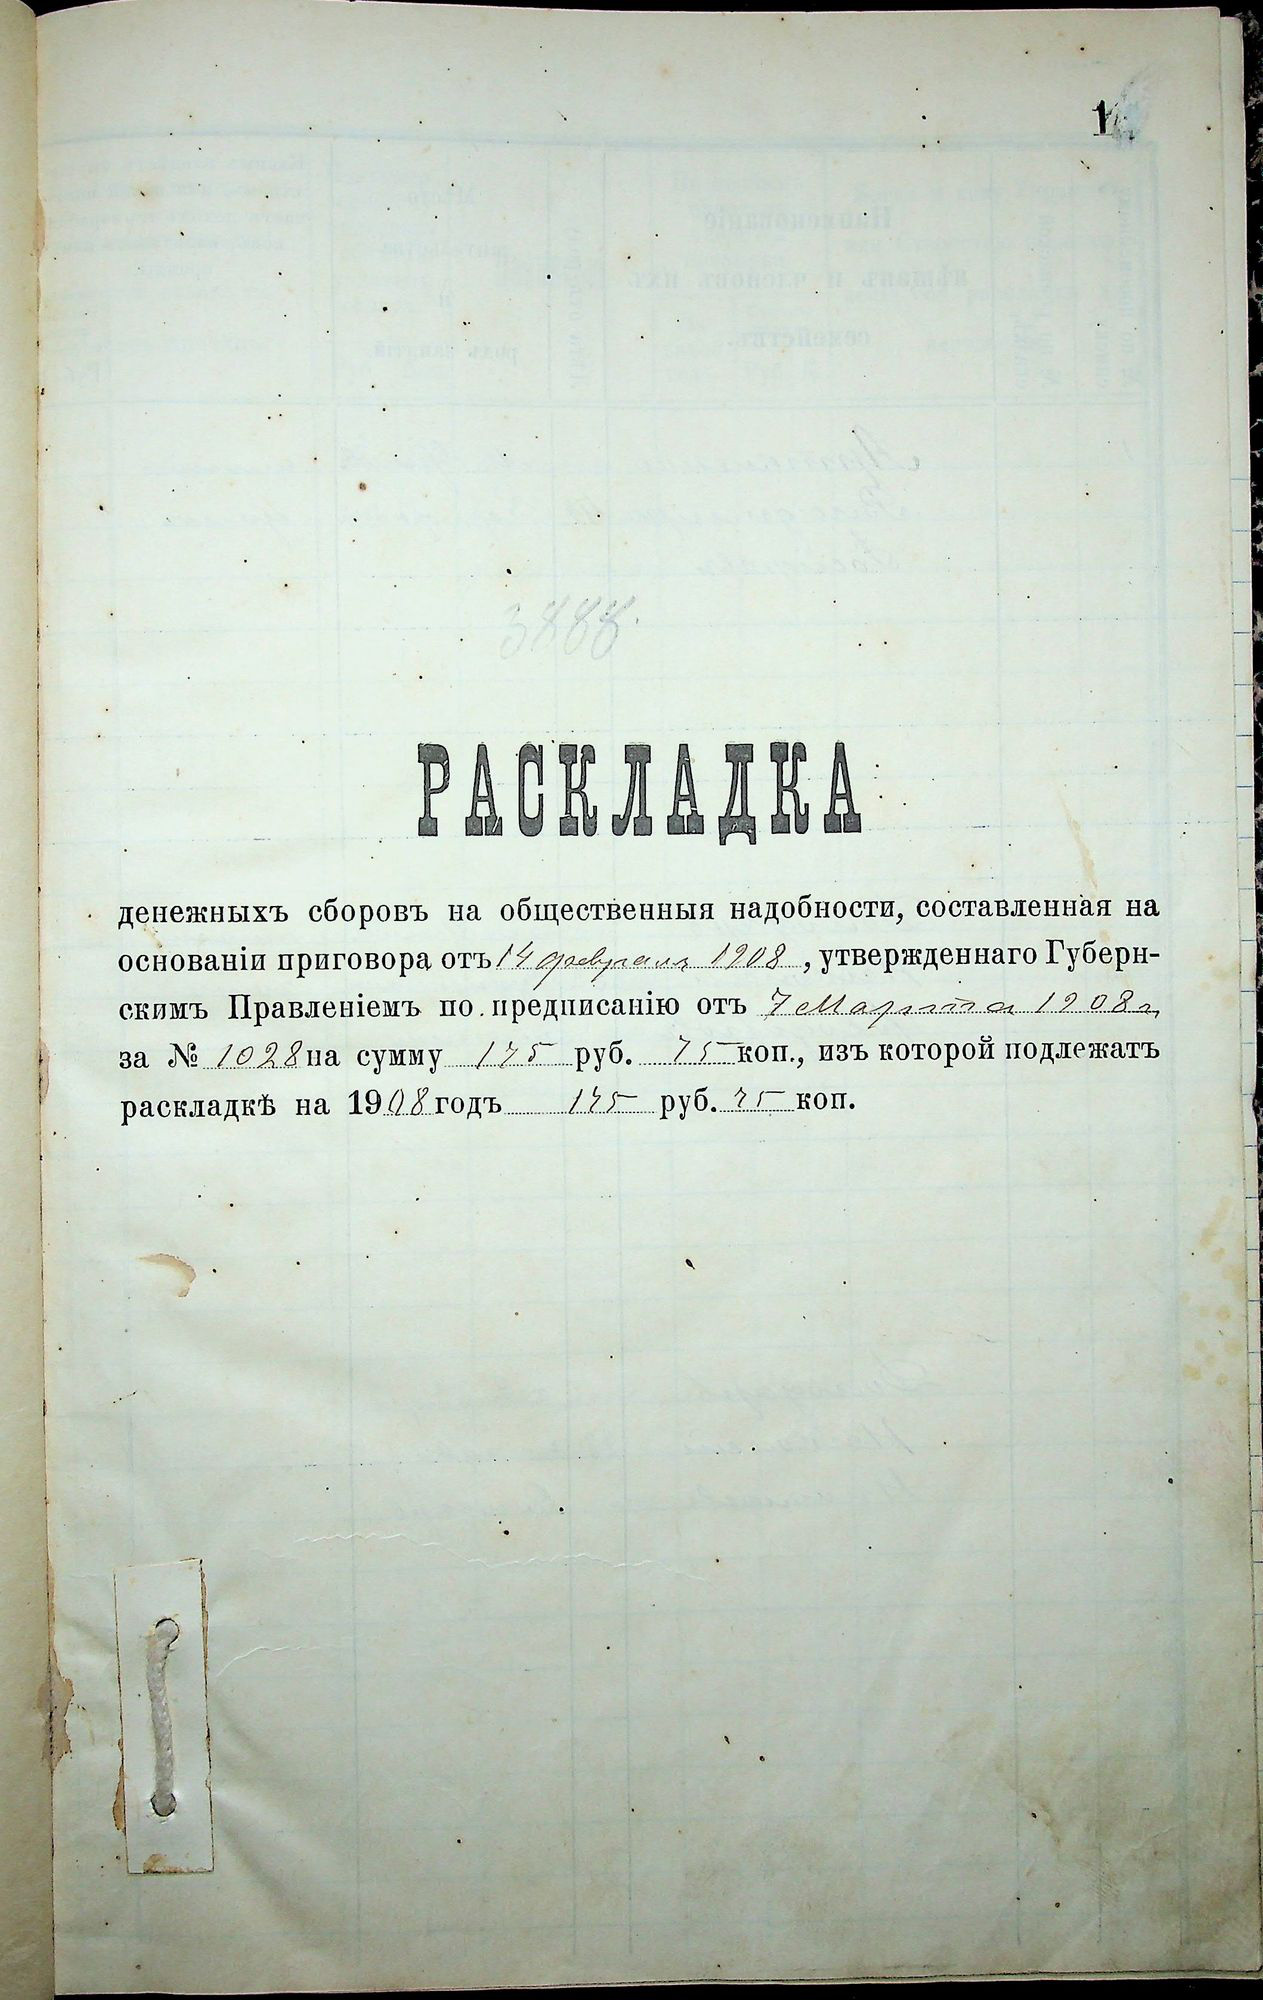 1
3888.
РАСКЛАДКА
денежныхъ сборовъ на общественныя надобности, составленная на
основаніи приговора отъ 14 февраля 1908, утвержденнаго Губерн-
скимъ Правленіемъ по предписанію отъ 7 Марта 1908 г,
за № 1028 на сумму 175 руб. 75 коп., изъ которой подлежатъ
раскладкѣ на 1908 годъ 175 руб. 75 коп.